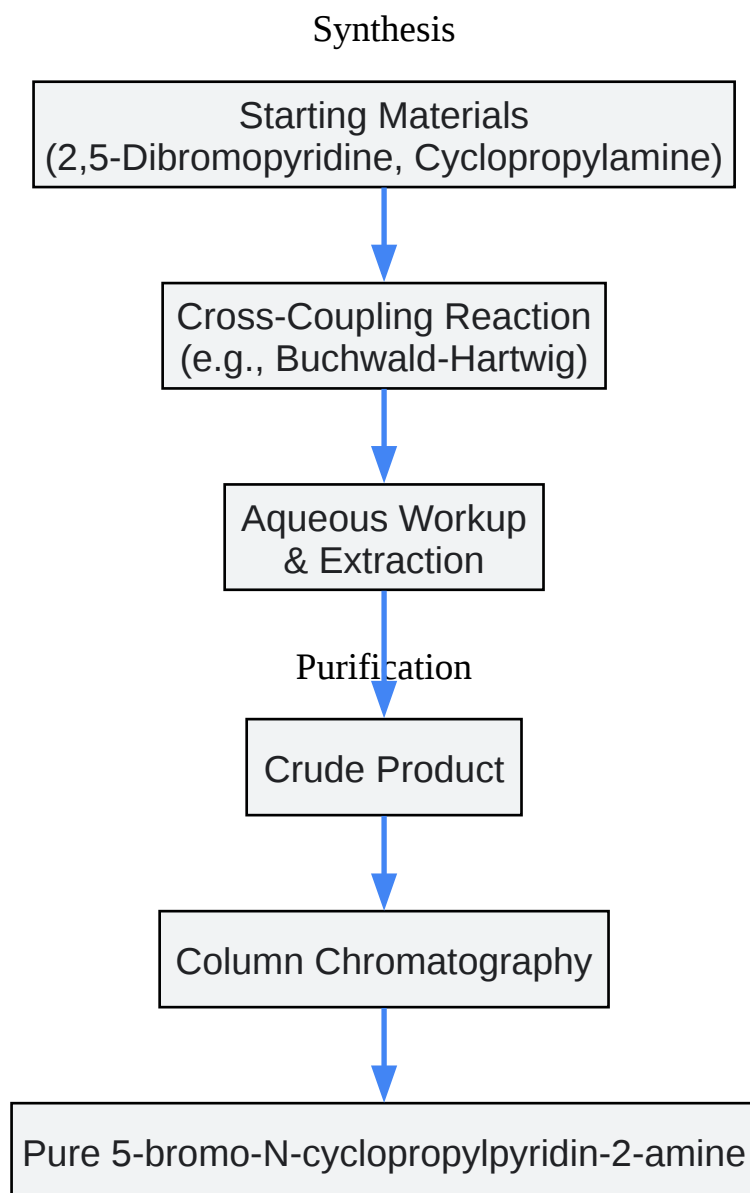 Synthesis
Starting Materials
(2,5-Dibromopyridine, Cyclopropylamine)
Cross-Coupling Reaction
(e.g., Buchwald-Hartwig)
Aqueous Workup
& Extraction
Purification
Crude Product
Column Chromatography
Pure 5-bromo-N-cyclopropylpyridin-2-amine